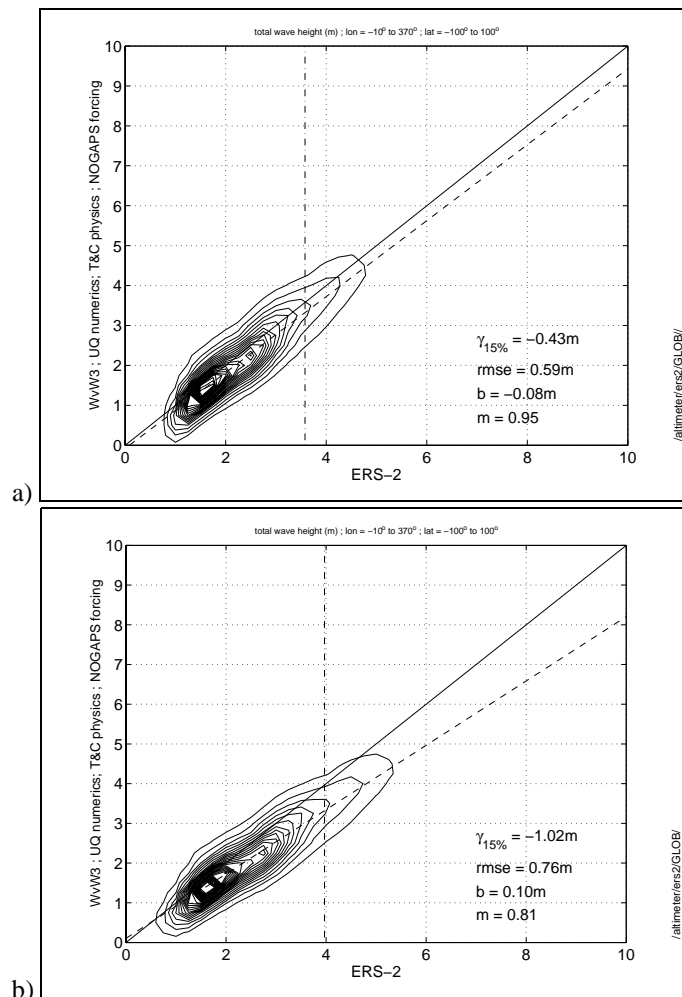 total wave height (m) ; lon = −10° to 370° ; lat = −100° to 100°
10
9
8
7
6
5
4
3
2
1
0
WvW3 ; UQ numerics; T&C physics ; NOGAPS forcing
γ15% = −0.43m
rmse = 0.59m
b = −0.08m
m = 0.95
/altimeter/ers2/GLOB//
0 2 4 6 8 10
ERS−2
a)
total wave height (m) ; lon = −10° to 370° ; lat = −100° to 100°
10
9
8
7
6
5
4
3
2
1
0
WvW3 ; UQ numerics; T&C physics ; NOGAPS forcing
γ15% = −1.02m
rmse = 0.76m
b = 0.10m
m = 0.81
/altimeter/ers2/GLOB/
0 2 4 6 8 10
ERS−2
b)